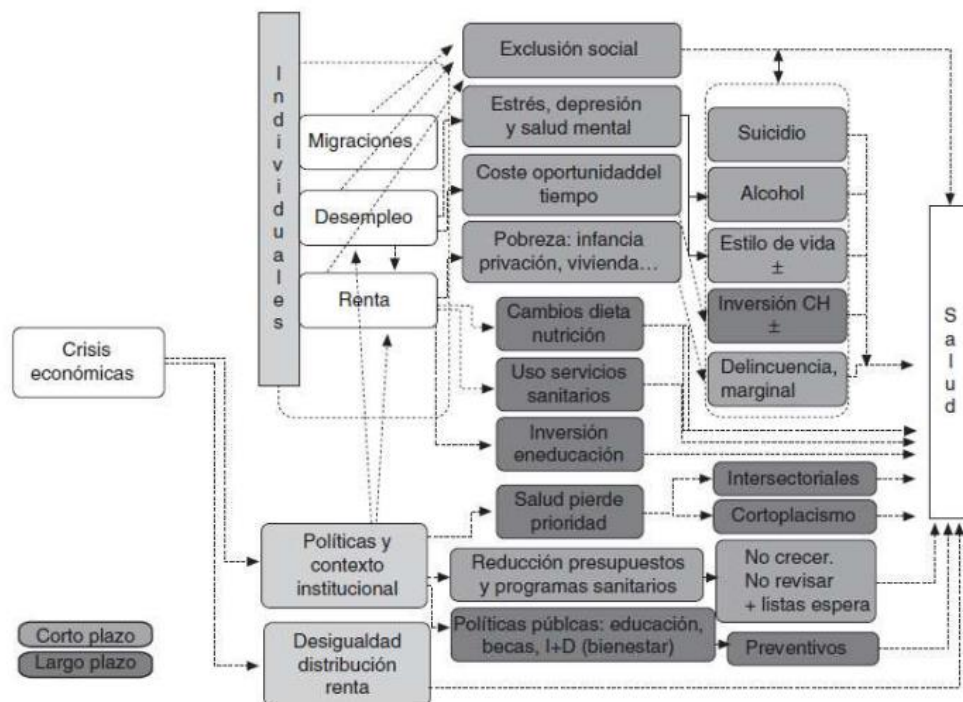 Individuales
Exclusión social
Estrés, depresión
y salud mental
Migraciones
Suicidio
Coste oportunidaddel
tiempo
Alcohol
Desempleo
Pobreza: infancia
privación, vivienda...
Estilo de vida
±
Renta
Cambios dieta
nutrición
Inversión CH
±
Salud
Crisis
económicas
Uso servicios
sanitarios
Delincuencia,
marginal
Inversión
eneducación
Salud pierde
prioridad
Intersectoriales
Cortoplacismo
Políticas y
contexto
institucional
Reducción presupuestos
y programas sanitarios
No crecer.
No revisar
+ listas espera
Políticas públcas: educación,
becas, I+D (bienestar)
Preventivos
Desigualdad
distribución
renta
Corto plazo
Largo plazo